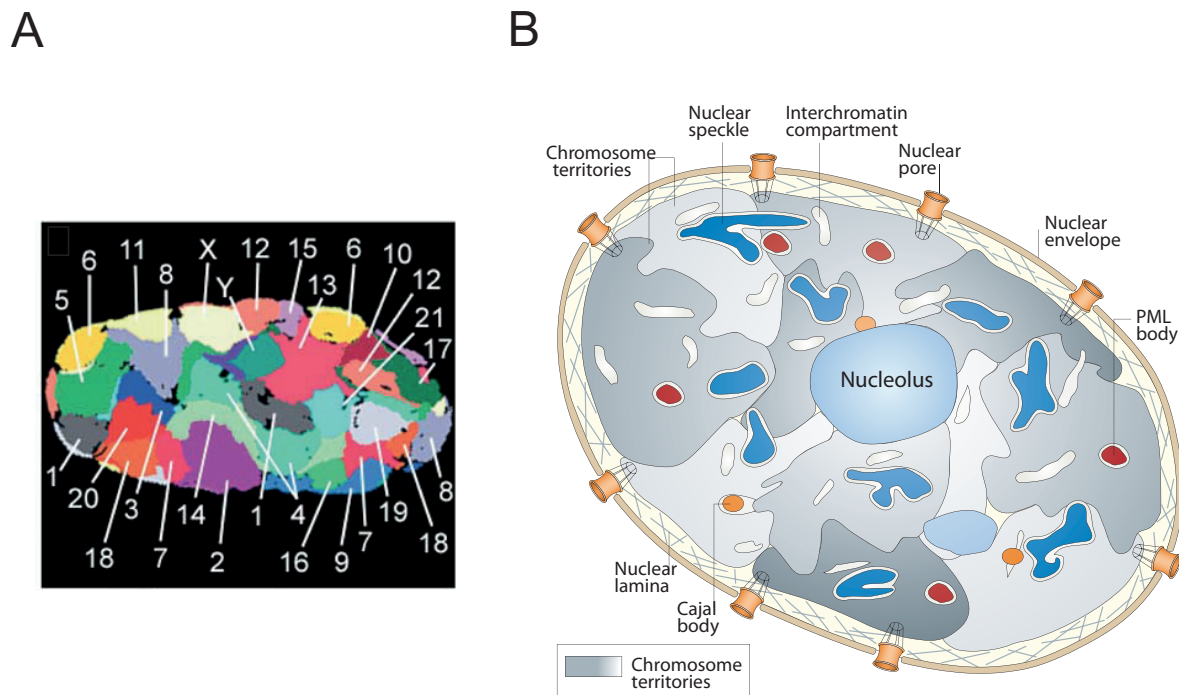 A
B
Nuclear
speckle
Interchromatin
compartment
Chromosome
territories
Nuclear
pore
Nuclear
envelope
PML
body
Nucleolus
Nuclear
lamina
Cajal
body
Chromosome
territories
11
X
12
15
6
10
6
8
Y
13
12
5
21
17
1
20
3
14
1
4
19
8
18
7
2
16
9
7
18